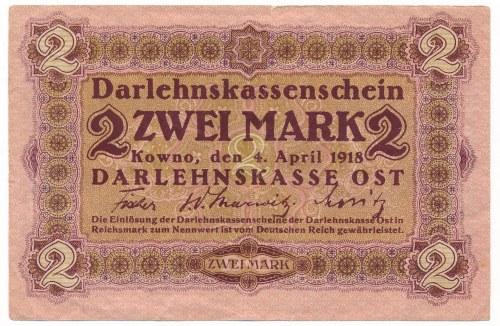 2 2
Darlehnskassenschein
2 ZWEI MARK 2
2
Kowno, den 4. April 1918
DARLEHNSKASSE OST
Die Einlösung der Darlehnskassenscheine der Darlehnskasse Ost in
Reichsmark zum Nennwert ist vom Deutschen Reich gewährleistet.
2 ZWEI MARK 2